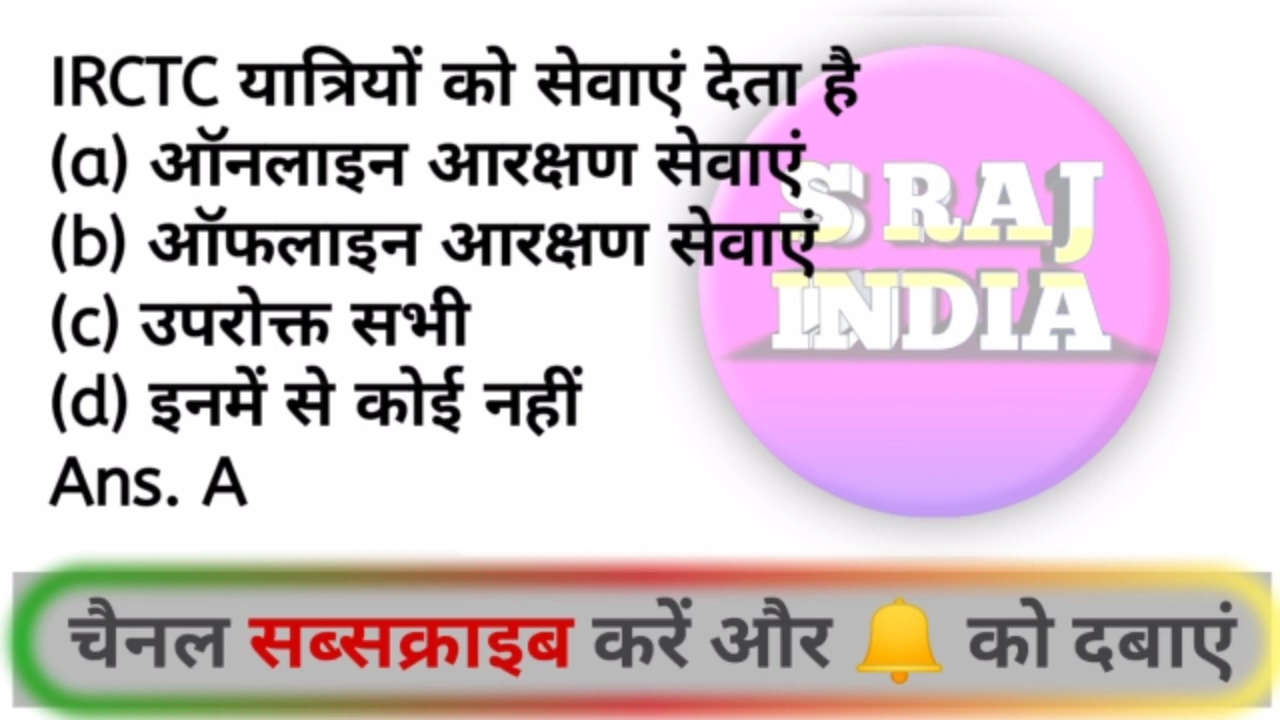 IRCTC यात्रियों को सेवाएं देता है
(a) ऑनलाइन आरक्षण सेवाएं
(b) ऑफलाइन आरक्षण सेवाएं
(c) उपरोक्त सभी
(d) इनमें से कोई नहीं
Ans. A
S RAJ
INDIA
चैनल सब्सक्राइब करें और 🔔 को दबाएं